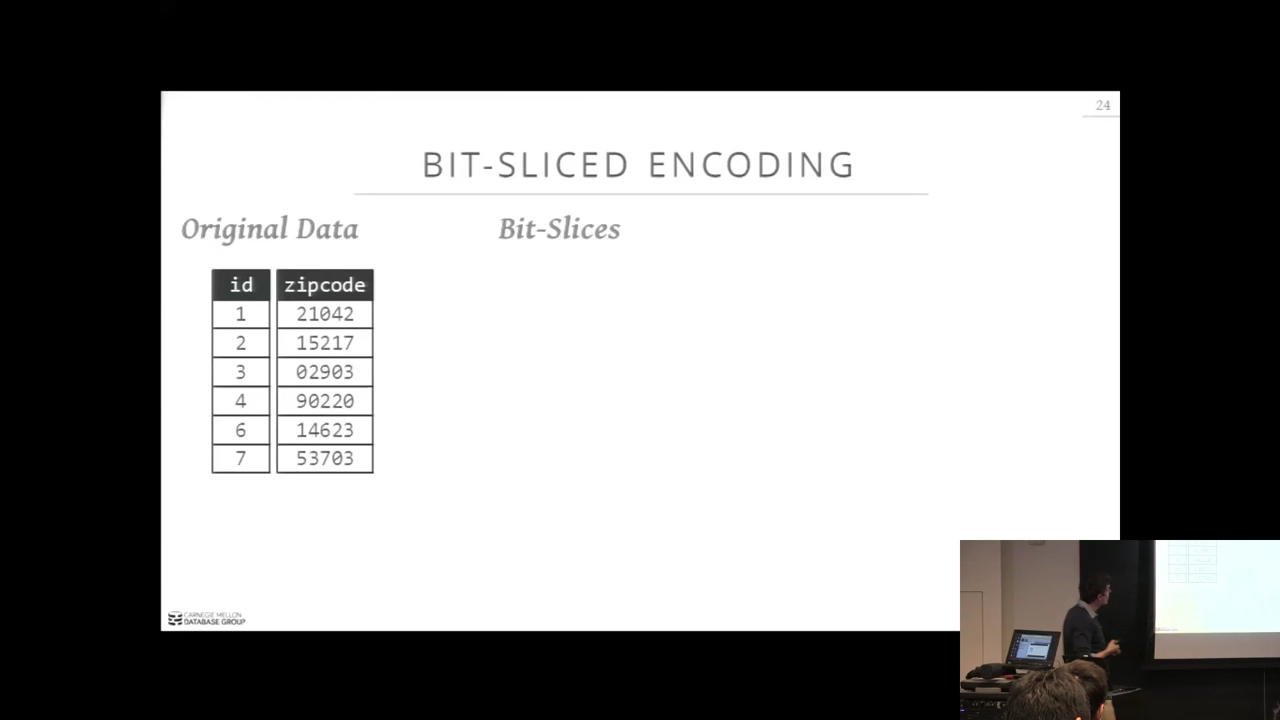 24
BIT-SLICED ENCODING
Original Data Bit-Slices
id zipcode
1 21042
2 15217
3 02903
4 90220
6 14623
7 53703
CARNEGIE MELLON
DATABASE GROUP